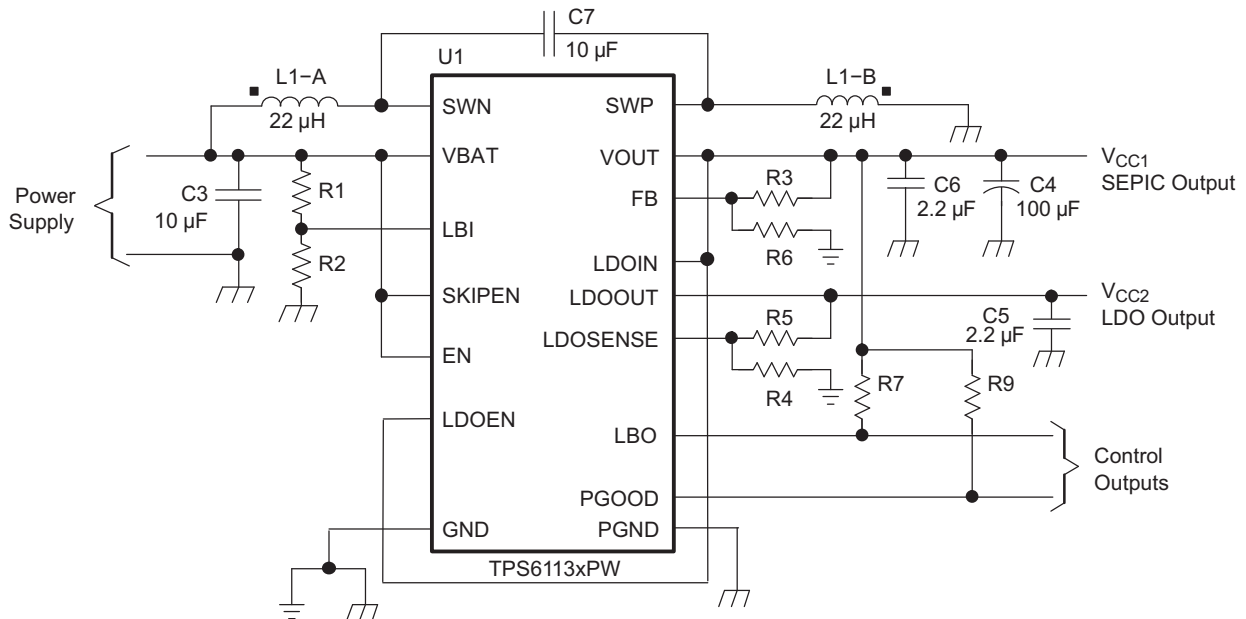 C7
10 µF
U1
L1−A
22 µH
SWN
SWP
L1−B
22 µH
VBAT
VOUT
VCC1
SEPIC Output
Power
Supply
C3
10 µF
R1
R3
FB
R6
C6
2.2 µF
C4
100 µF
LBI
R2
LDOIN
SKIPEN
LDOOUT
VCC2
LDO Output
R5
C5
2.2 µF
LDOSENSE
R4
EN
R7
R9
LDOEN
LBO
Control
Outputs
PGOOD
GND
PGND
TPS6113xPW